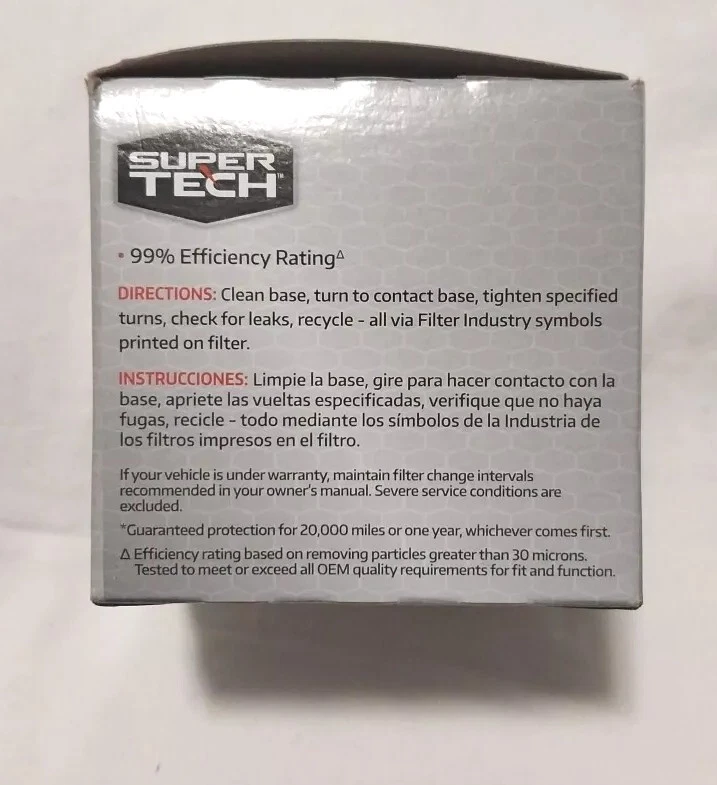 SUPER
TECH™
• 99% Efficiency Rating∆
DIRECTIONS: Clean base, turn to contact base, tighten specified
turns, check for leaks, recycle – all via Filter Industry symbols
printed on filter.
INSTRUCCIONES: Limpie la base, gire para hacer contacto con la
base, apriete las vueltas especificadas, verifique que no haya
fugas, recicle – todo mediante los símbolos de la Industria de
los filtros impresos en el filtro.
If your vehicle is under warranty, maintain filter change intervals
recommended in your owner's manual. Severe service conditions are
excluded.
*Guaranteed protection for 20,000 miles or one year, whichever comes first.
∆ Efficiency rating based on removing particles greater than 30 microns.
Tested to meet or exceed all OEM quality requirements for fit and function.